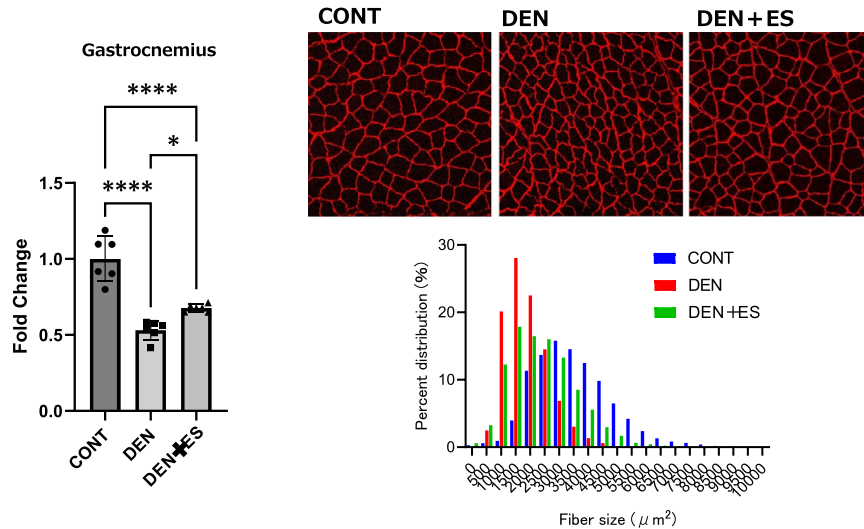 CONT
DEN
DEN+ES
Gastrocnemius
****
*
****
Fold Change
1.5
1.0
0.5
0.0
CONT
DEN
DEN+ES
Percent distribution (%)
30
20
10
0
CONT
DEN
DEN+ES
0
500
1000
1500
2000
2500
3000
3500
4000
4500
5000
5500
6000
6500
7000
7500
8000
8500
9000
9500
10000
Fiber size (μm²)